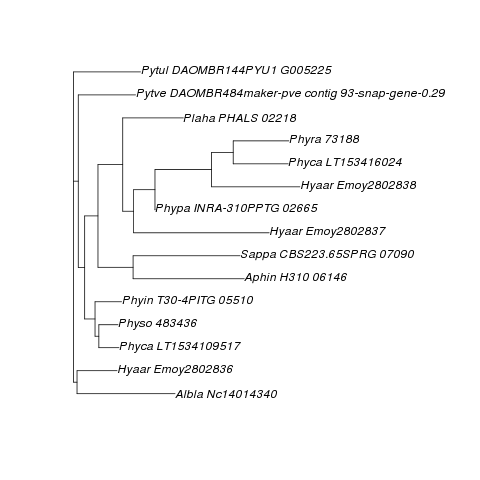 Pytul DAOMBR144PYU1 G005225
Pytve DAOMBR484maker-pve contig 93-snap-gene-0.29
Plaha PHALS 02218
Phyra 73188
Phyca LT153416024
Hyaar Emoy2802838
Phypa INRA-310PPTG 02665
Hyaar Emoy2802837
Sappa CBS223.65SPRG 07090
Aphin H310 06146
Phyin T30-4PITG 05510
Physo 483436
Phyca LT1534109517
Hyaar Emoy2802836
Albla Nc14014340